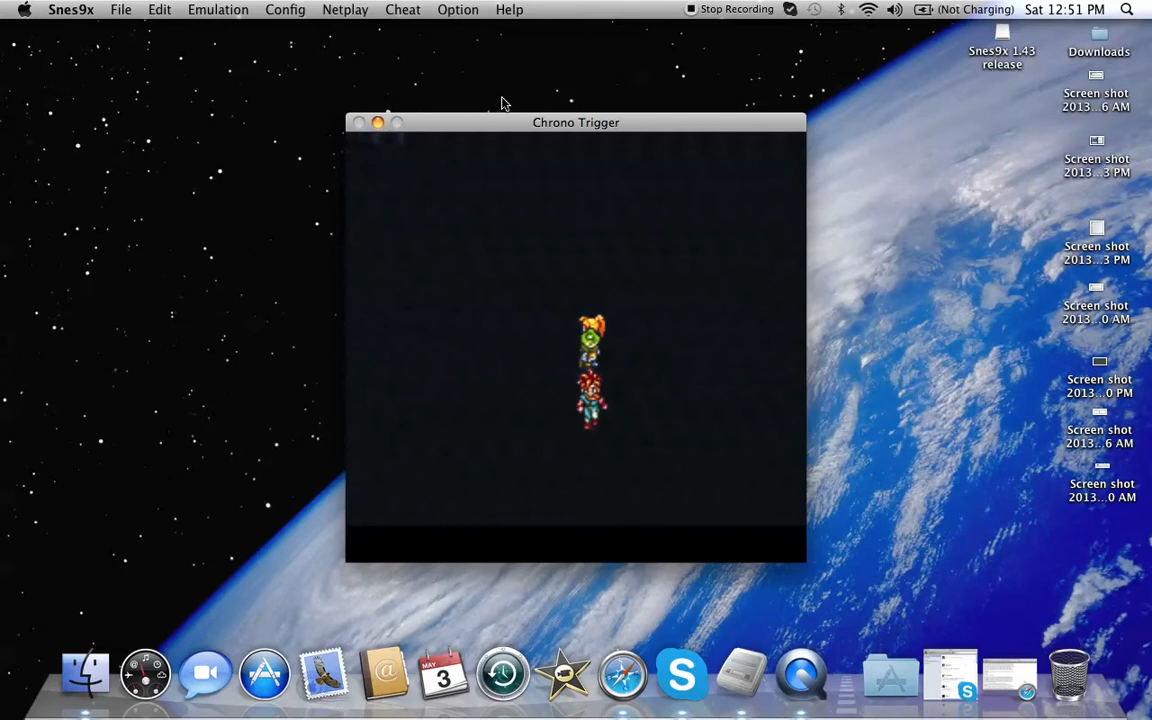 Snes9x File Edit Emulation Config Netplay Cheat Option Help Stop Recording (Not Charging) Sat 12:51 PM
Snes9x 1.43
release
Downloads
Screen shot
2013...6 AM
Screen shot
2013...3 PM
Screen shot
2013...3 PM
Screen shot
2013...0 AM
Screen shot
2013...0 PM
Screen shot
2013...6 AM
Screen shot
2013...0 AM
Chrono Trigger
MAY
3
@
S
S